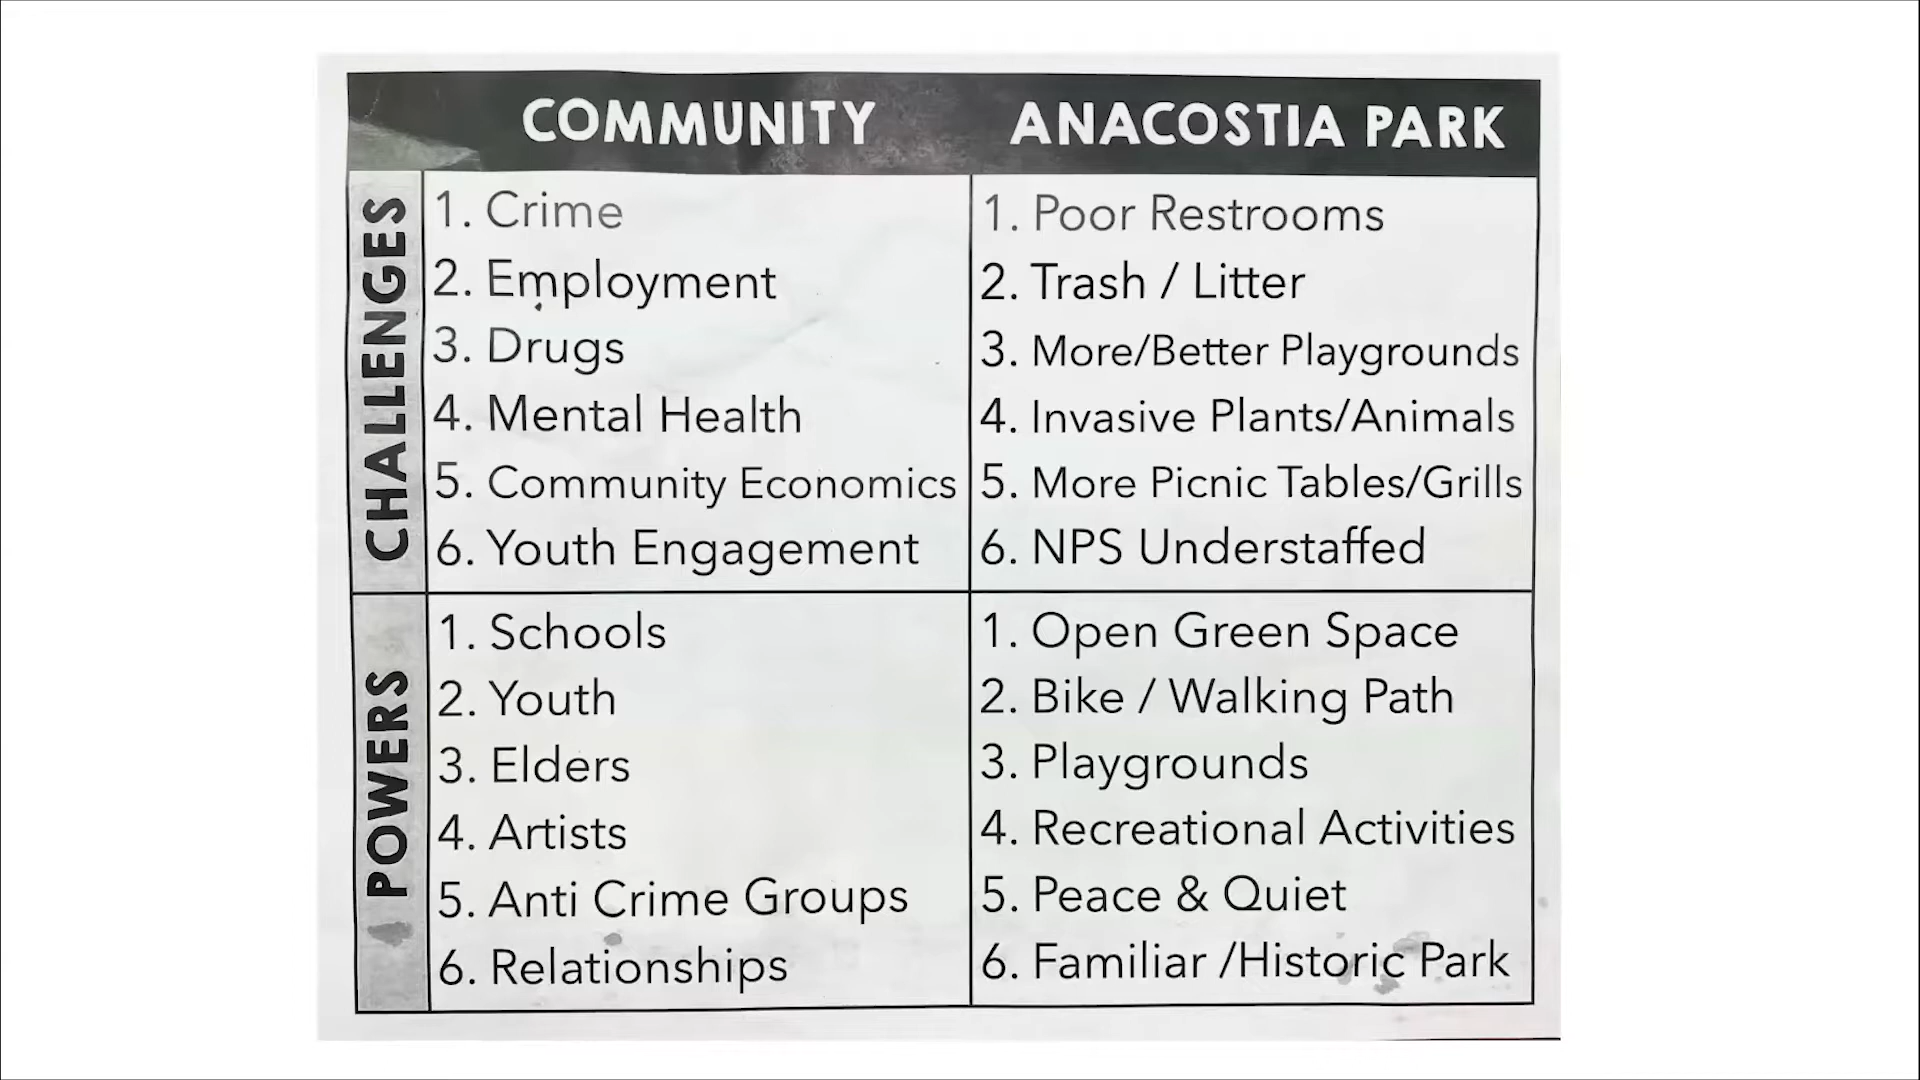 COMMUNITY
ANACOSTIA PARK
CHALLENGES
1. Crime
2. Employment
3. Drugs
4. Mental Health
5. Community Economics
6. Youth Engagement
1. Poor Restrooms
2. Trash / Litter
3. More/Better Playgrounds
4. Invasive Plants/Animals
5. More Picnic Tables/Grills
6. NPS Understaffed
POWERS
1. Schools
2. Youth
3. Elders
4. Artists
5. Anti Crime Groups
6. Relationships
1. Open Green Space
2. Bike / Walking Path
3. Playgrounds
4. Recreational Activities
5. Peace & Quiet
6. Familiar /Historic Park